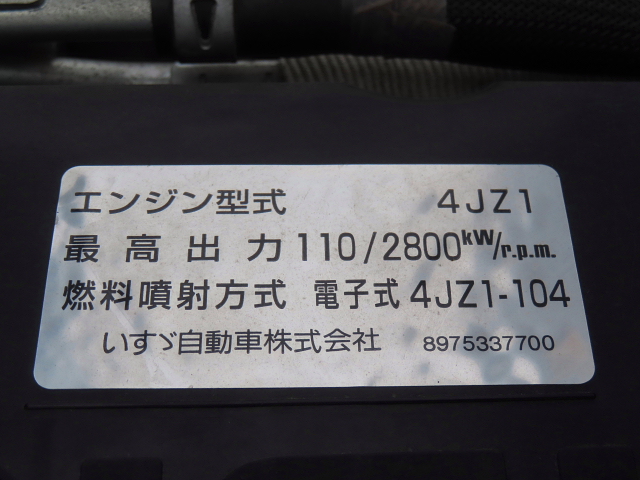 エンジン型式 4JZ1
最高出力 110/2800kW/r.p.m.
燃料噴射方式 電子式 4JZ1-104
いすゞ自動車株式会社 8975337700